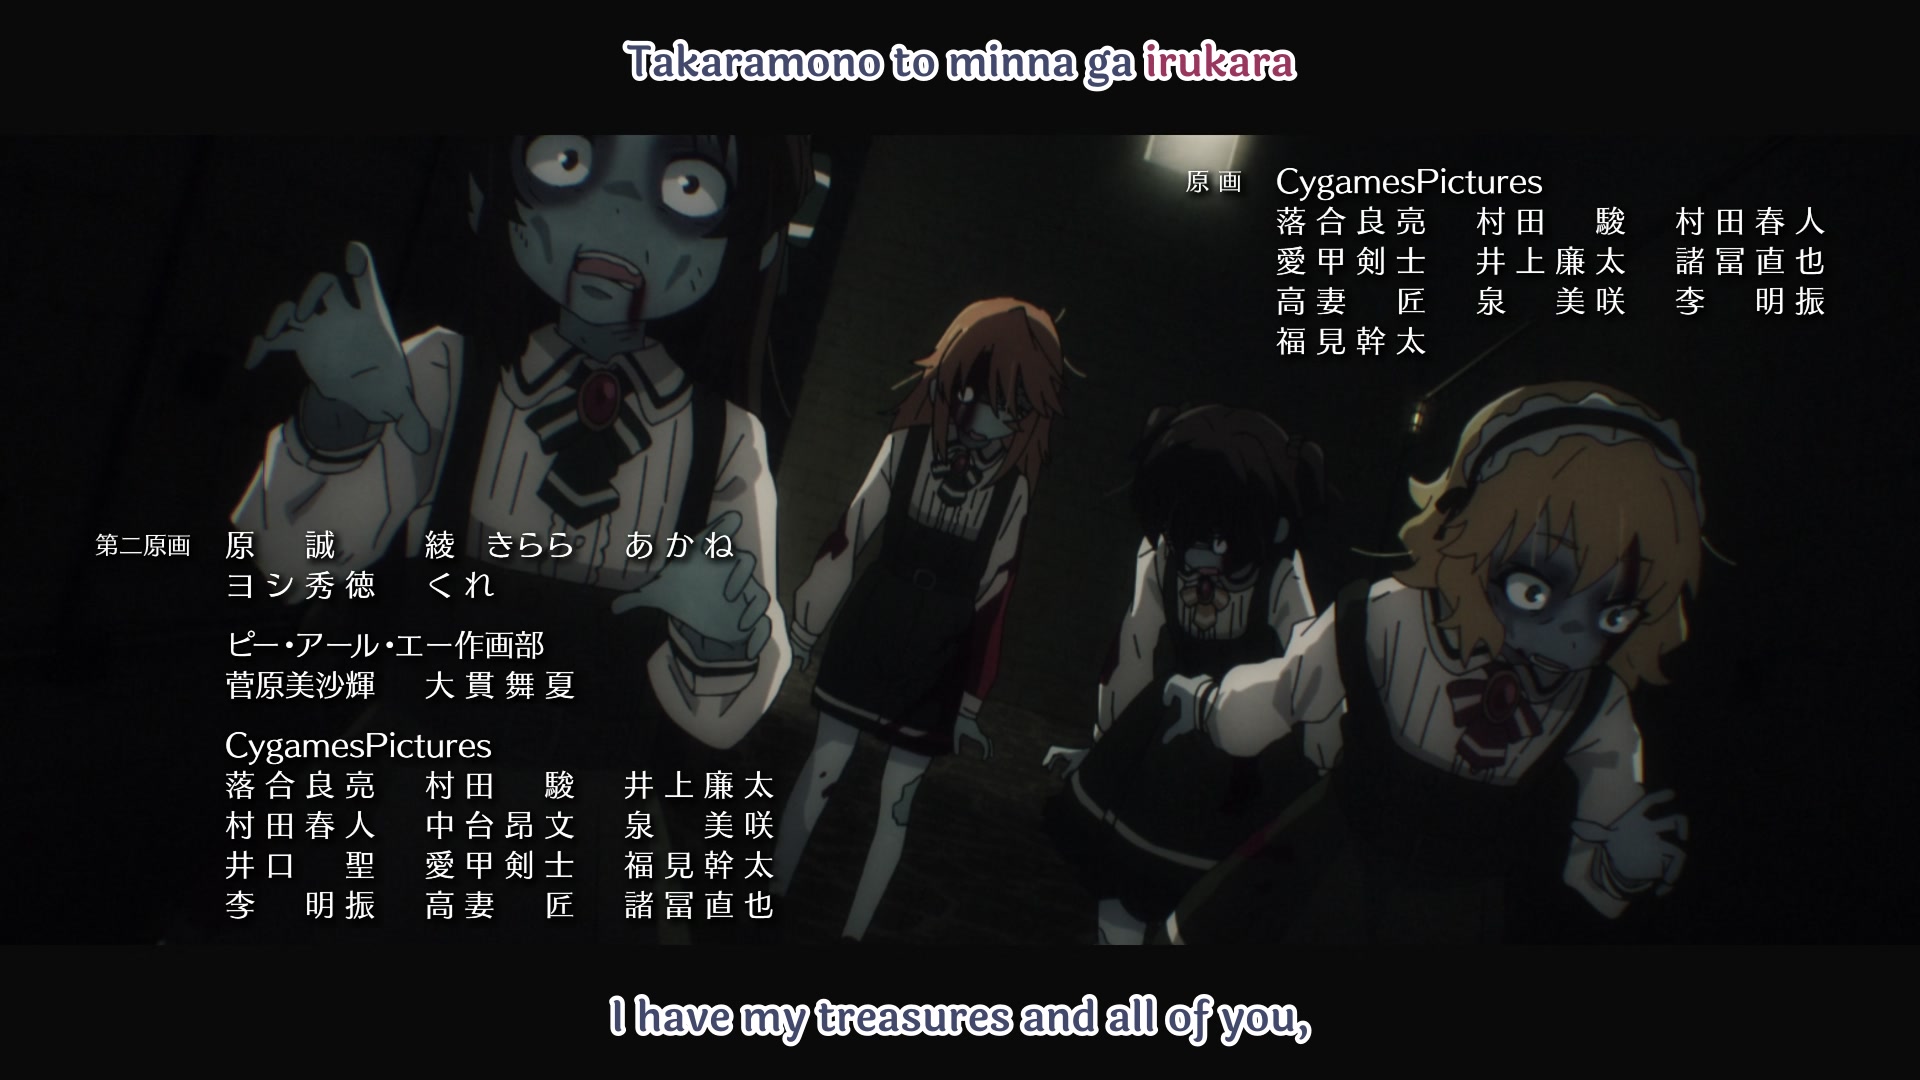 Takaramono to minna ga irukara
原画 CygamesPictures
落合良亮 村田 駿 村田春人
愛甲剣士 井上廉太 諸冨直也
高妻 匠 泉 美咲 李 明振
福見幹太
第二原画 原 誠 綾 きらら あかね
ヨシ秀徳 くれ
ピー・アール・エー作画部
菅原美沙輝 大貫舞夏
CygamesPictures
落合良亮 村田 駿 井上廉太
村田春人 中台昂文 泉 美咲
井口 聖 愛甲剣士 福見幹太
李 明振 高妻 匠 諸冨直也
I have my treasures and all of you,